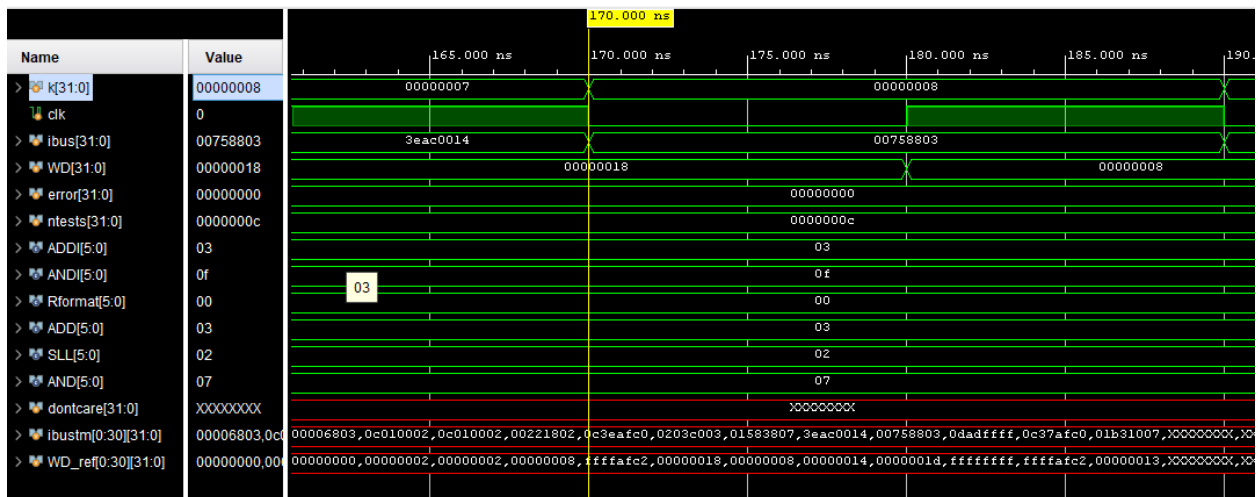 170.000 ns
Name Value 165.000 ns 170.000 ns 175.000 ns 180.000 ns 185.000 ns 190.
k[31:0] 00000008 00000007 00000008
clk 0
ibus[31:0] 00758803 3eac0014 00758803
WD[31:0] 00000018 00000018 00000008
error[31:0] 00000000 00000000
ntests[31:0] 0000000c 0000000c
ADDI[5:0] 03 03
ANDI[5:0] 0f 0f
03
Rformat[5:0] 00 00
ADD[5:0] 03 03
SLL[5:0] 02 02
AND[5:0] 07 07
dontcare[31:0] XXXXXXXX XXXXXXXX
ibustm[0:30][31:0] 00006803,0c0 00006803,0c010002,0c010002,00221802,0c3eafc0,0203c003,01583807,3eac0014,00758803,0dadffff,0c37afc0,01b31007,XXXXXXXX,XX
WD_ref[0:30][31:0] 00000000,000 00000000,00000002,00000002,00000008,ffffafc2,00000018,00000008,00000014,0000001d,ffffffff,ffffafc2,00000013,XXXXXXXX,XX